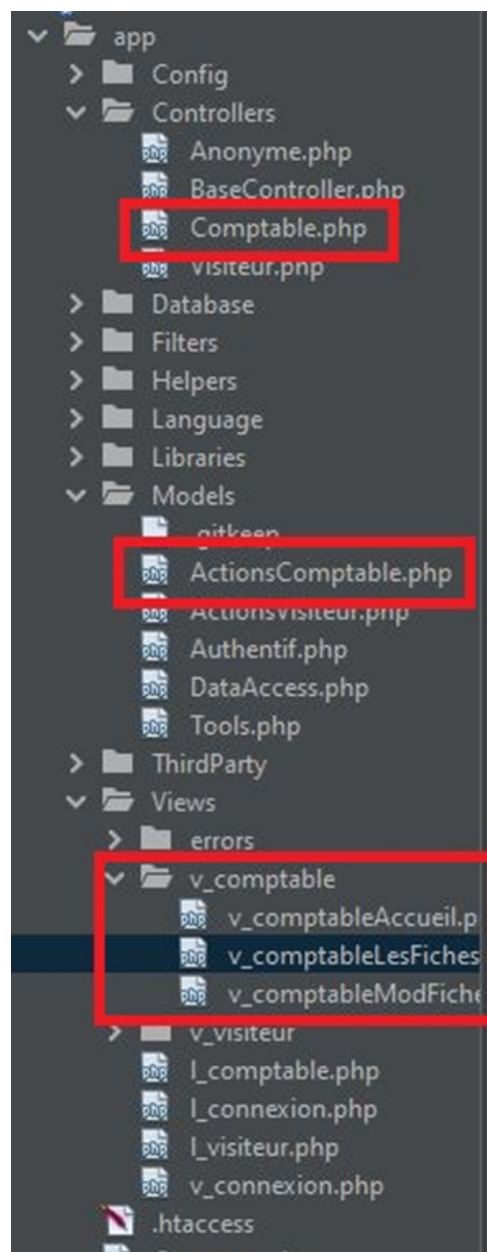 app
Config
Controllers
Anonyme.php
BaseController.php
Comptable.php
Visiteur.php
Database
Filters
Helpers
Language
Libraries
Models
.gitkeep
ActionsComptable.php
ActionsVisiteur.php
Authentif.php
DataAccess.php
Tools.php
ThirdParty
Views
errors
v_comptable
v_comptableAccueil.p
v_comptableLesFiches
v_comptableModFiche
v_visiteur
l_comptable.php
l_connexion.php
l_visiteur.php
v_connexion.php
.htaccess